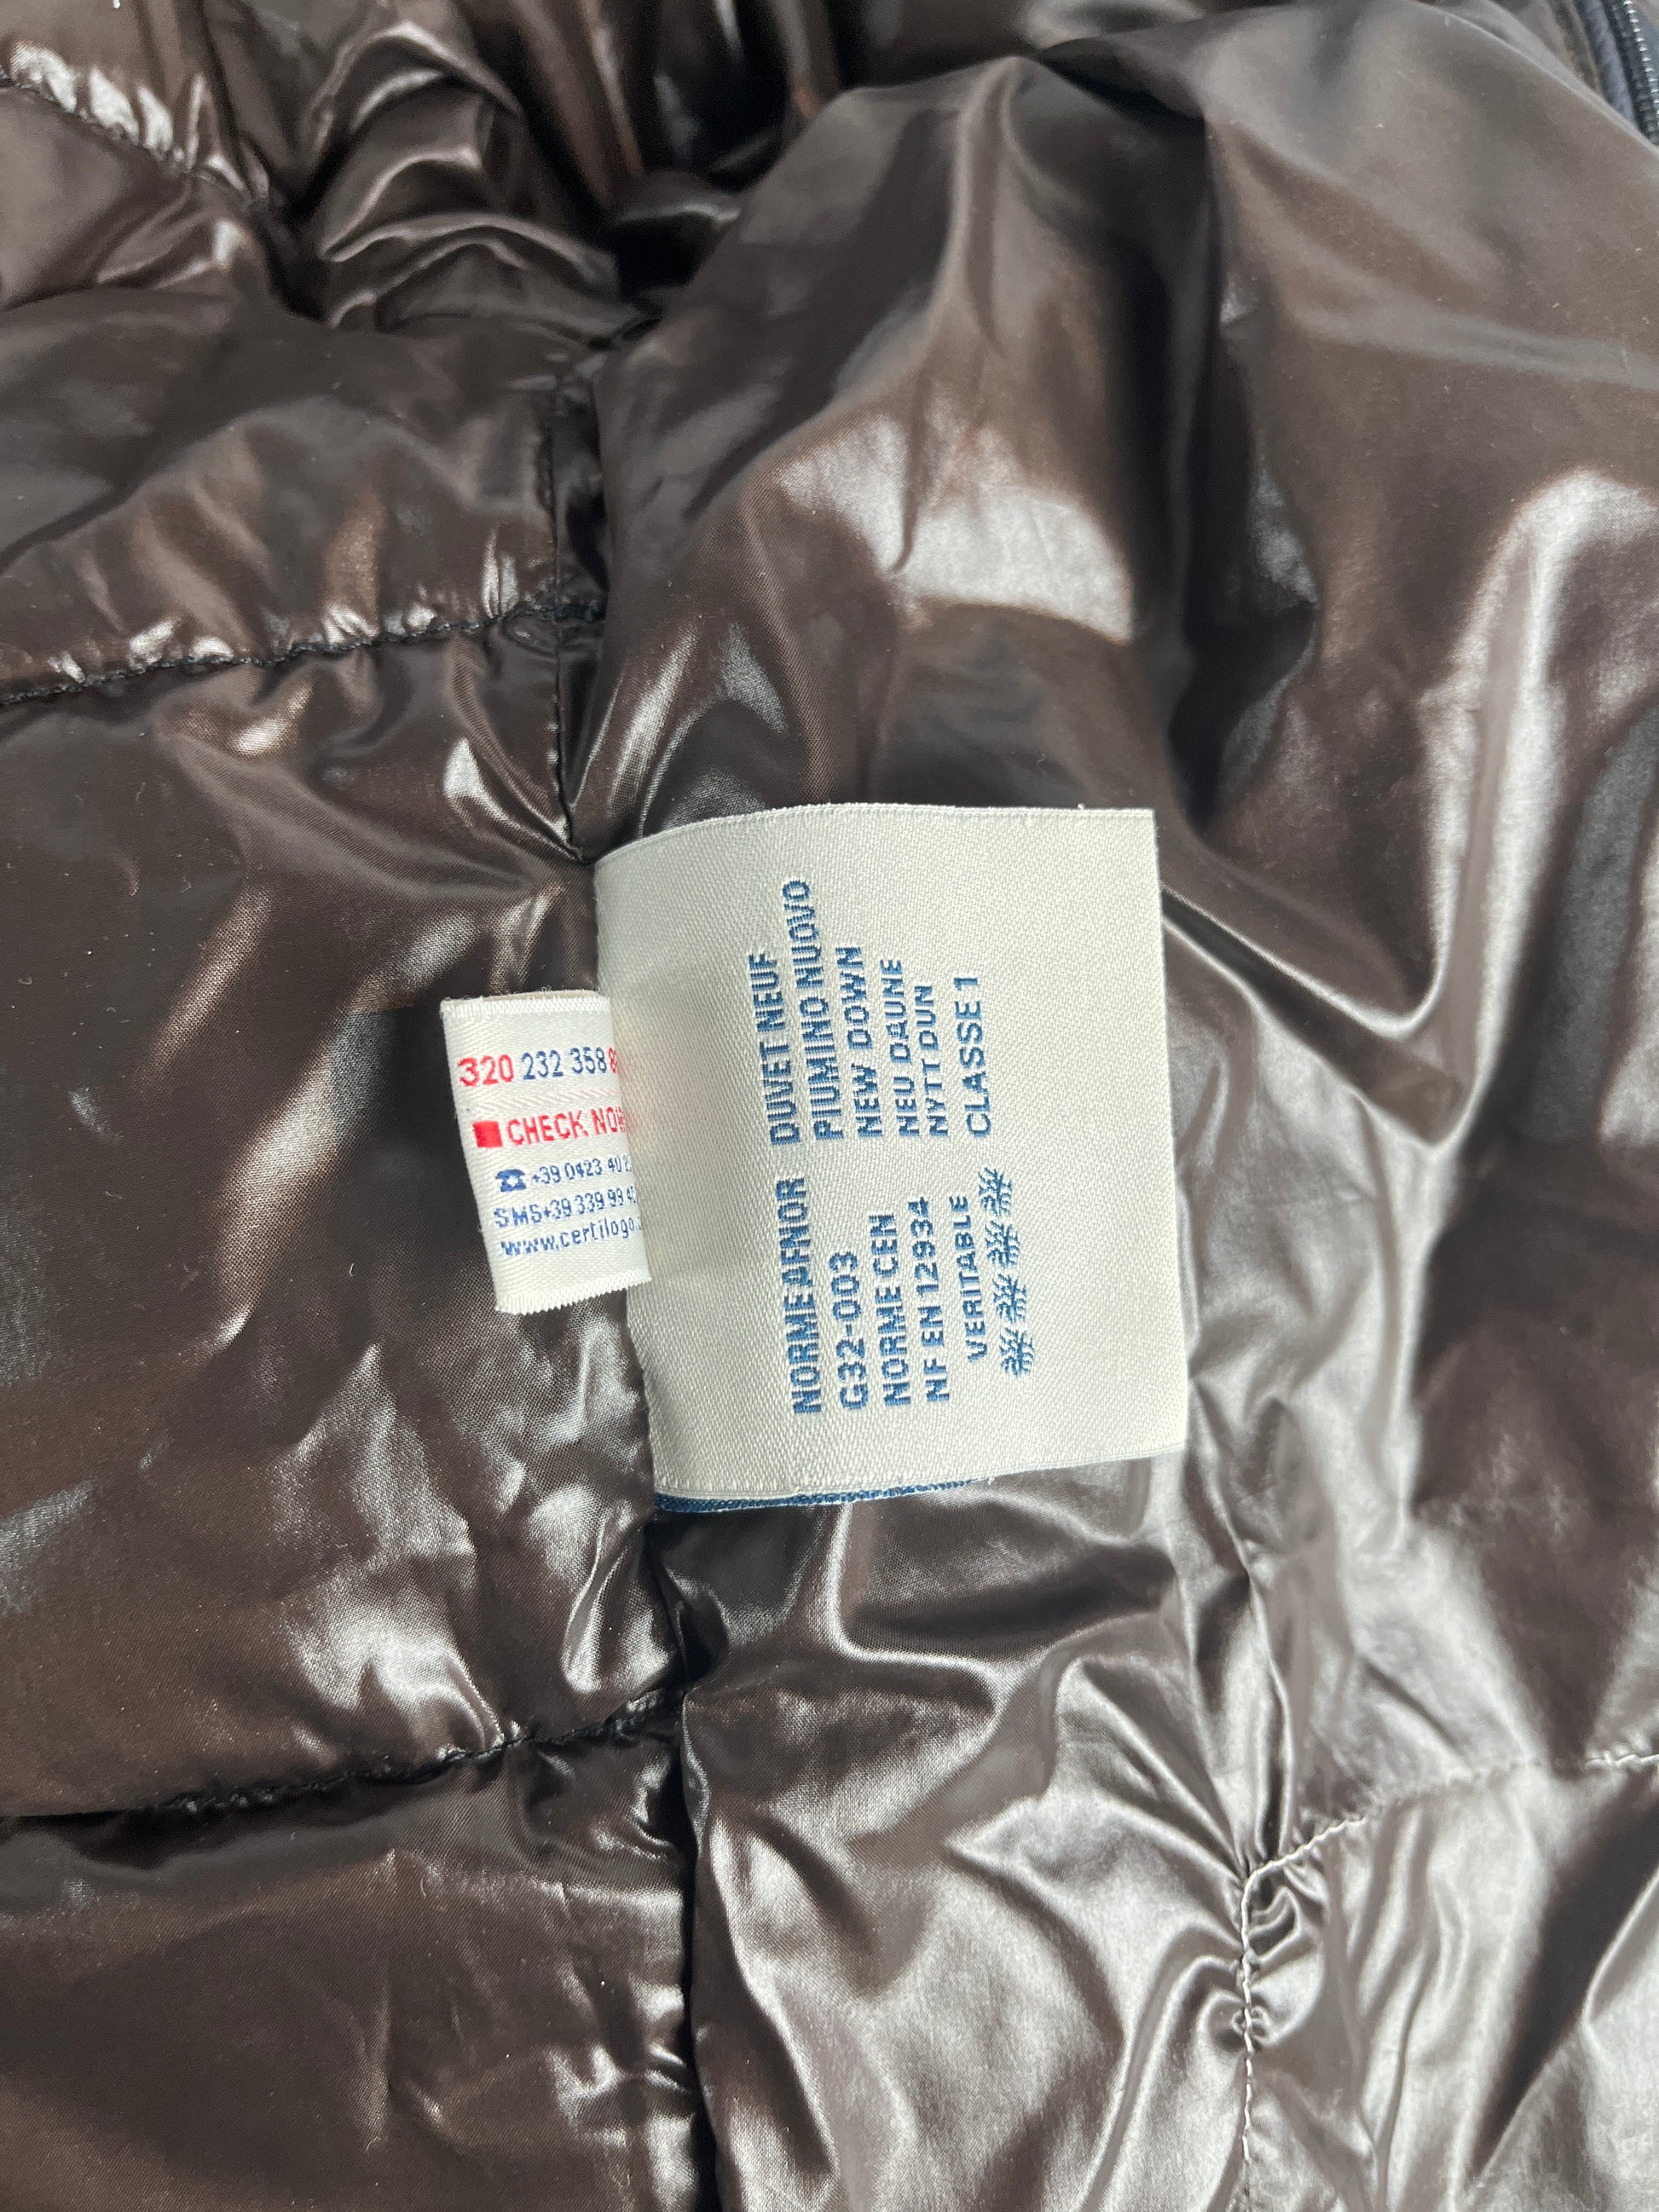 320 232 358
CHECK NOW
+39 0423 40
SMS+39 339 99 40
www.certilogo.
NORME AFNOR
G32-003
NORME CEN
NF EN 12934
VERITABLE
DUVET NEUF
PIUMINO NUOVO
NEW DOWN
NEU DAUNE
NYTT DUN
CLASSE 1